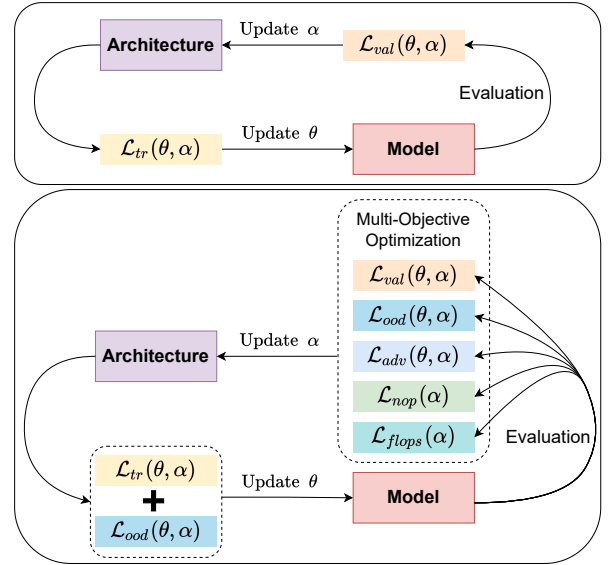 Architecture
Update α
ℒ_val(θ, α)
Evaluation
ℒ_tr(θ, α)
Update θ
Model
Multi-Objective
Optimization
ℒ_val(θ, α)
ℒ_ood(θ, α)
ℒ_adv(θ, α)
ℒ_nop(α)
ℒ_flops(α)
Architecture
Update α
Evaluation
ℒ_tr(θ, α)
+
ℒ_ood(θ, α)
Update θ
Model